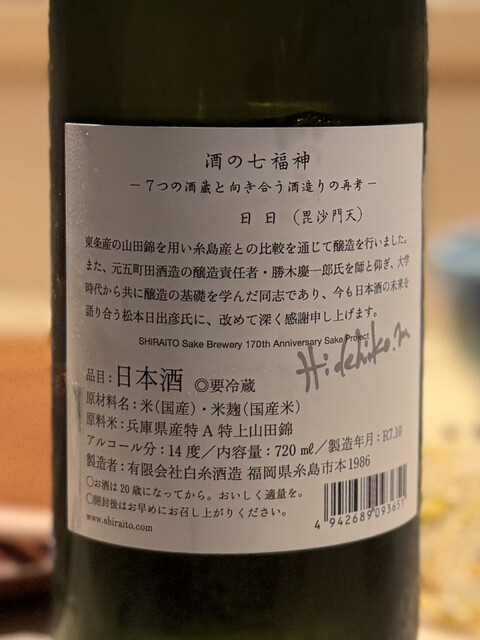 酒の七福神
－7つの酒蔵と向き合う酒造りの再考－
日日（毘沙門天）
東条産の山田錦を用い糸島産との比較を通じて醸造を行いました。
また、元五町田酒造の醸造責任者・勝木慶一郎氏を師と仰ぎ、大学
時代から共に醸造の基礎を学んだ同志であり、今も日本酒の未来を
語り合う松本日出彦氏に、改めて深く感謝申し上げます。
SHIRAITO Sake Brewery 170th Anniversary Sake Project
Hidehiko.m
品目：日本酒 ◎要冷蔵
原材料名：米（国産）・米麹（国産米）
原料米：兵庫県産特A特上山田錦
アルコール分：14度／内容量：720㎖／製造年月：R7.10
製造者：有限会社白糸酒造 福岡県糸島市本1986
○お酒は20歳になってから。おいしく適量を。
○開封後はお早めにお召し上がりください。
www.shiraito.com
4 942689 093651